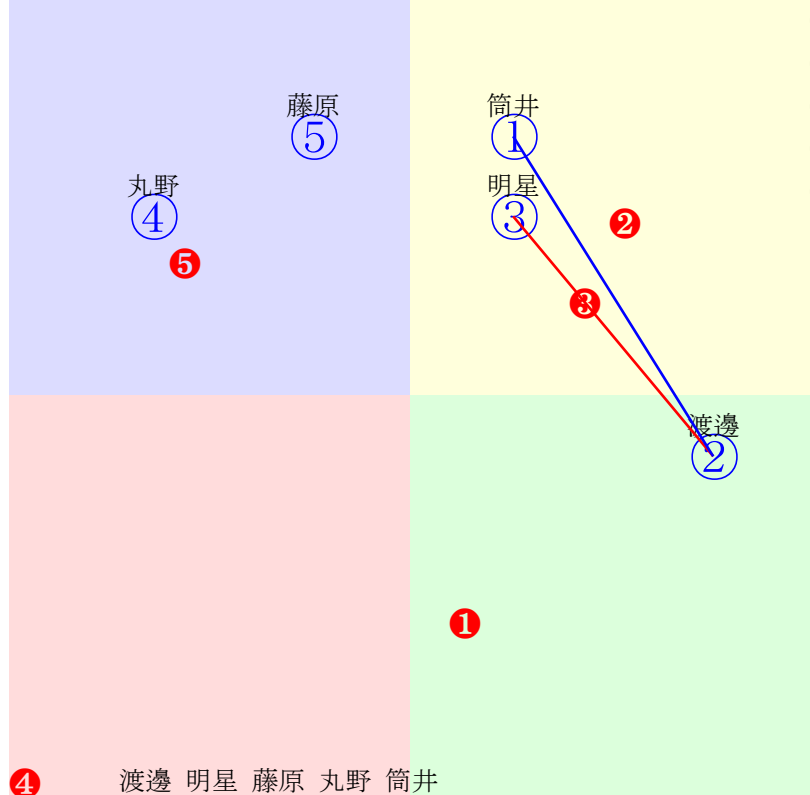 藤原 筒井
⑤ ①
丸野 明星
④ ③ ❷
❺
❸
渡邊
②
❶
❹ 渡邊 明星 藤原 丸野 筒井